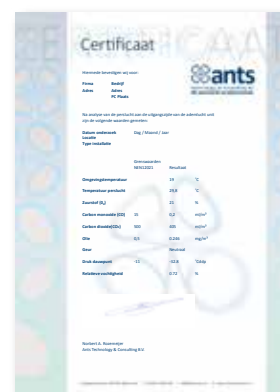 Certificaat
ants
Hiermede bevestigen wij voor:
Firma Bedrijf
Adres Adres
PC Plaats
Na analyse van de perslucht aan de uitgangszijde van de ademlucht unit
zijn de volgende waarden gemeten:
Datum onderzoek Dag / Maand / Jaar
Locatie
Type installatie
Grenswaarden
NEN12021 Resultaat
Omgevingstemperatuur 19 °C
Temperatuur perslucht 29,8 °C
Zuurstof (O₂) 21 %
Carbon monoxide (CO) 15 0,2 ml/m³
Carbon dioxide(CO₂) 500 405 ml/m³
Olie 0,5 0.246 mg/m³
Geur Neutraal
Druk dauwpunt -11 -52.8 °Cddp
Relatieve vochtigheid 0.72 %
Norbert A. Rozemeijer
Ants Technology & Consulting B.V.